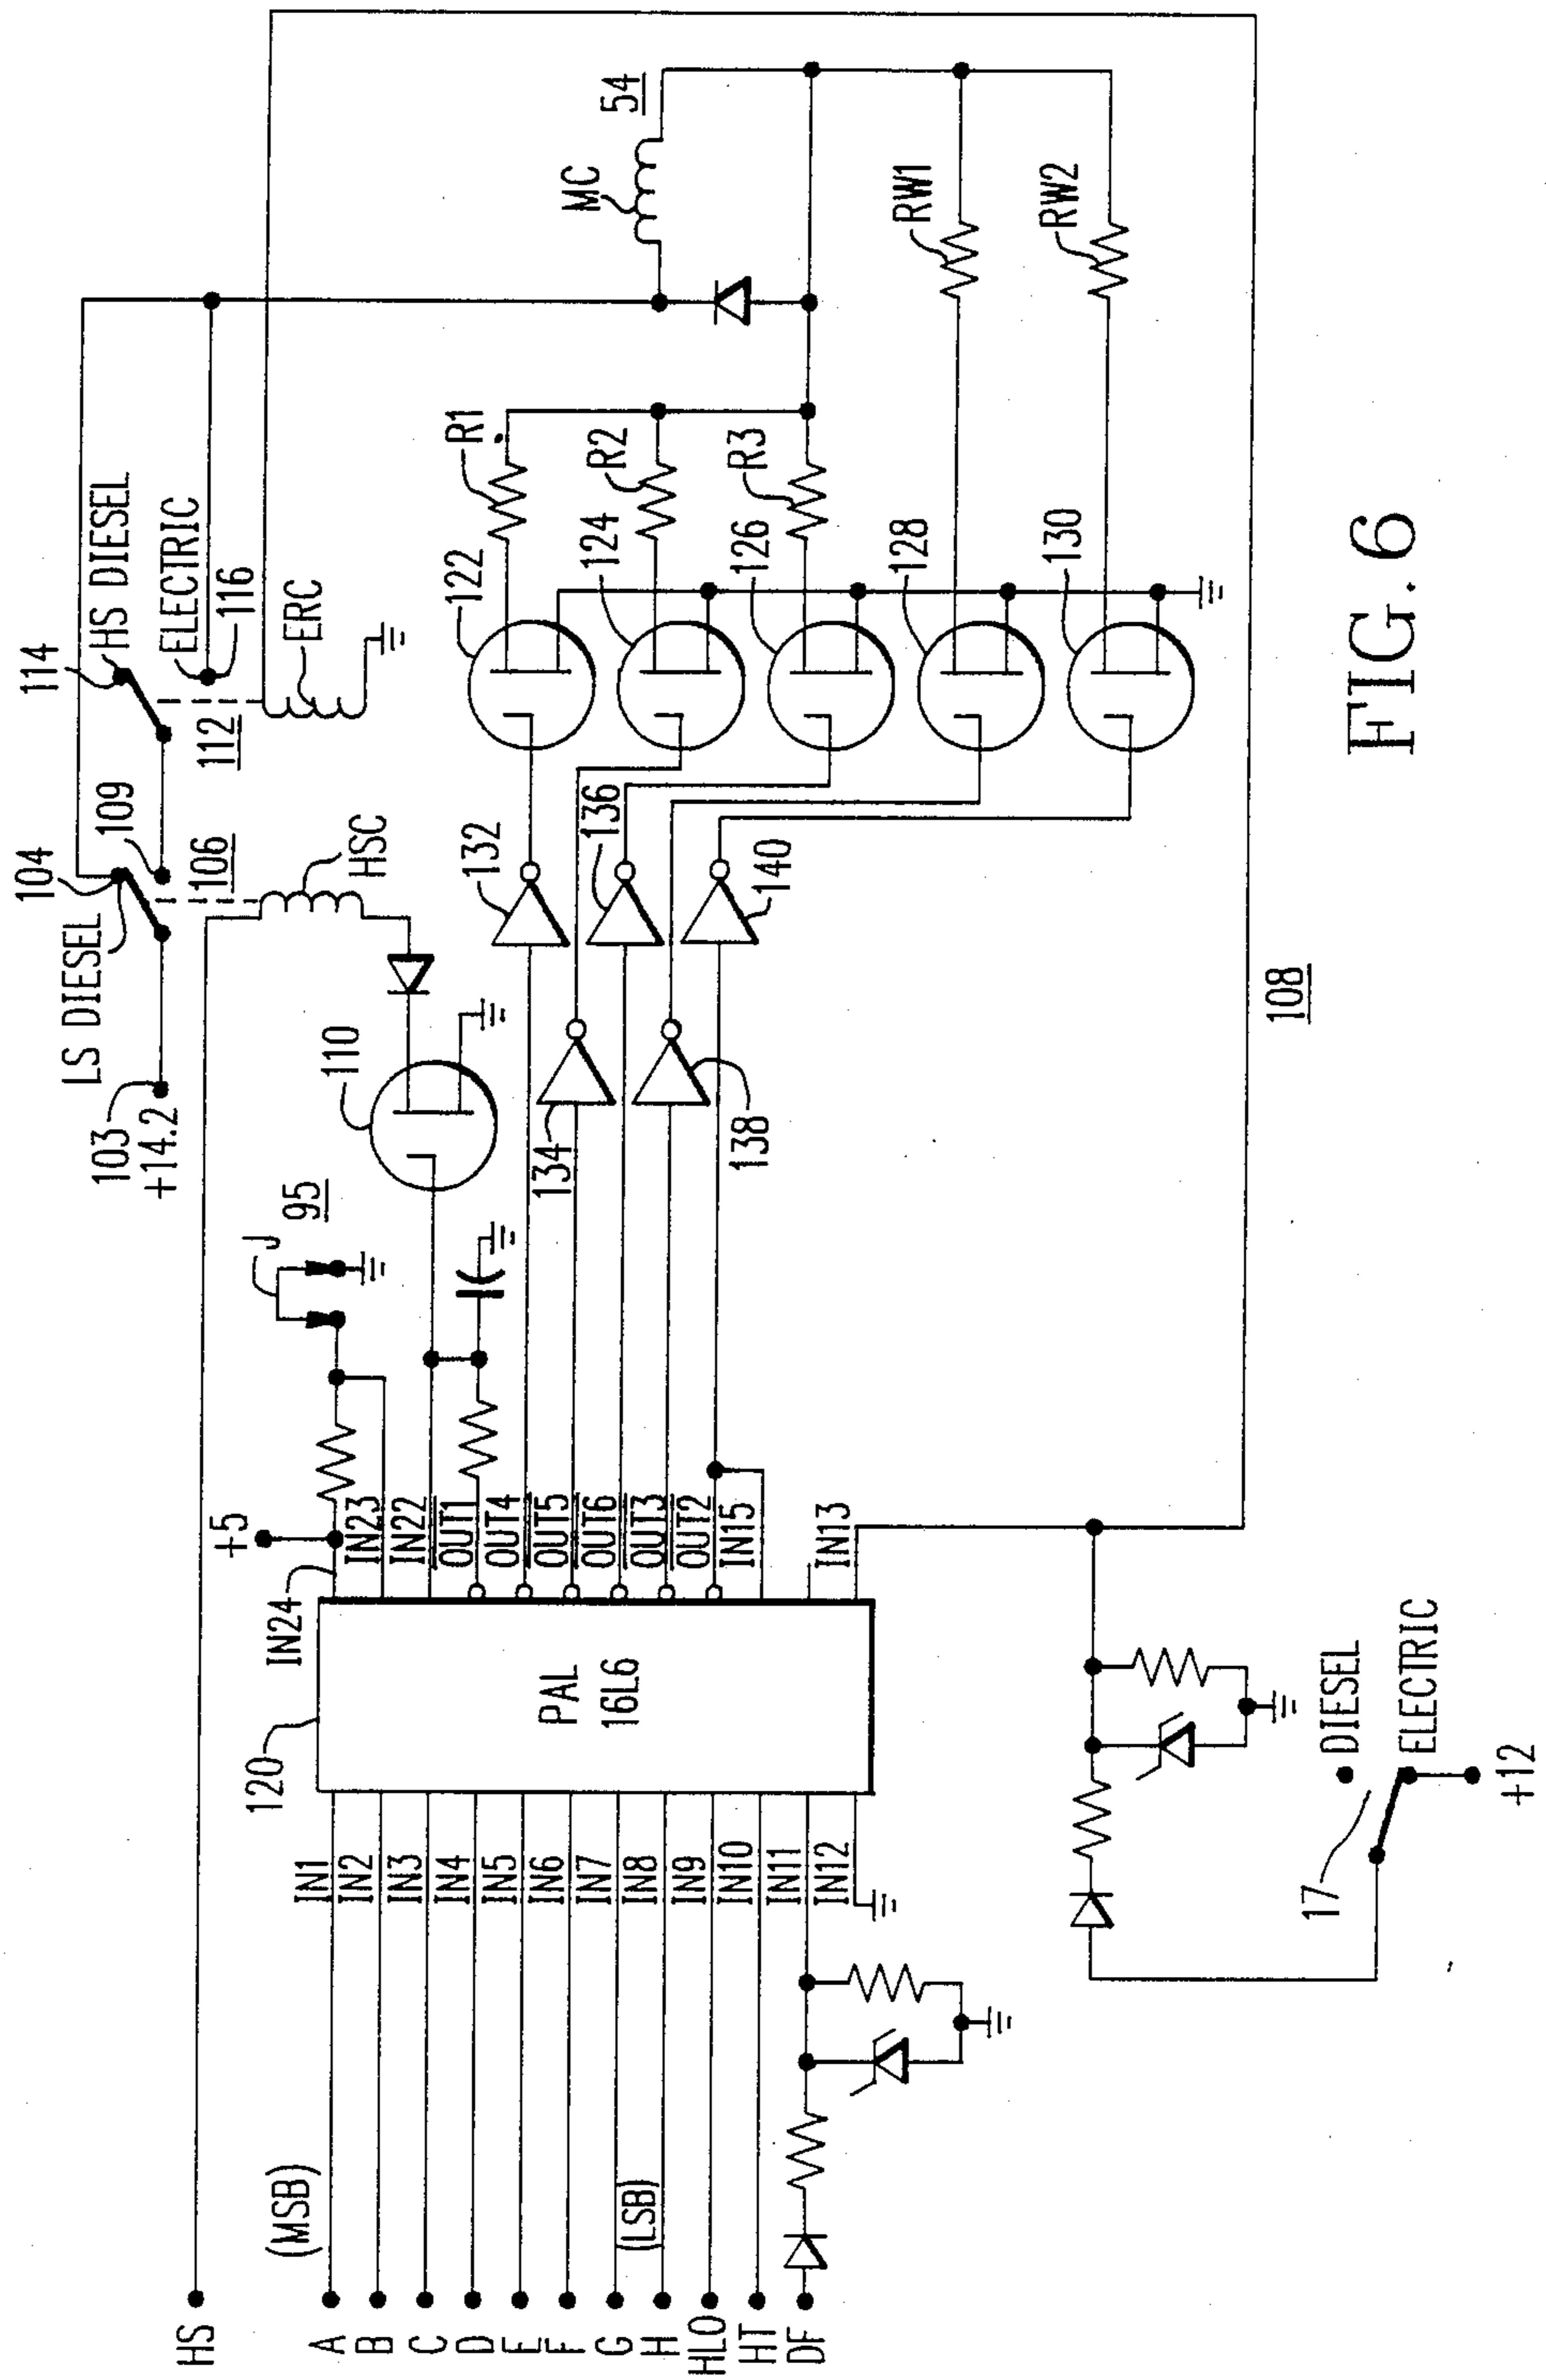 HS
A
B
C
D
E
F
G
H
HLO
HT
DF
(MSB)
(LSB)
IN1
IN2
IN3
IN4
IN5
IN6
IN7
IN8
IN9
IN10
IN11
IN12
120
PAL
16L6
IN24
+5
IN23
IN22
OUT1
OUT4
OUT5
OUT6
OUT3
OUT2
IN15
IN13
17
DIESEL
ELECTRIC
+12
J
95
103
+14.2
LS DIESEL
104
109
106
HSC
110
132
134
136
138
140
114
HS DIESEL
112
ELECTRIC
116
ERC
122
124
126
128
130
R1
R2
R3
RW1
RW2
MC
54
108
FIG. 6